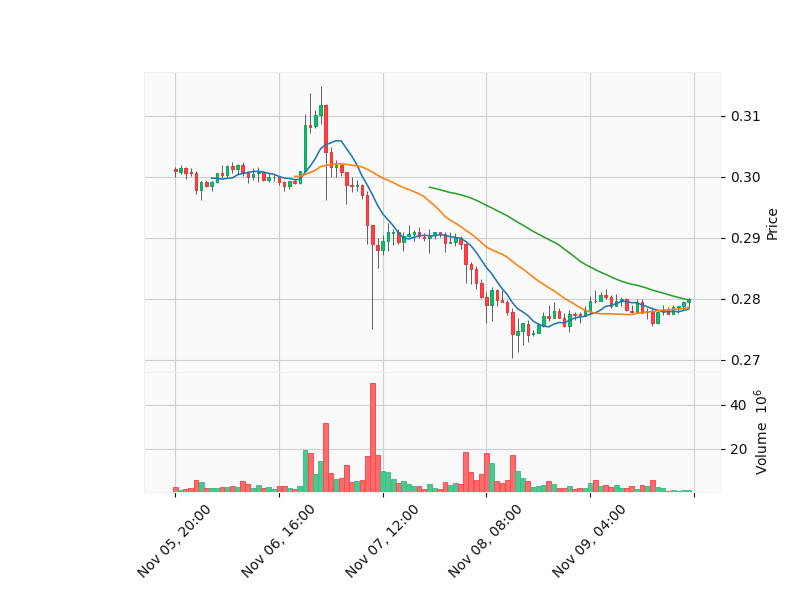 0.31
0.30
0.29
0.28
0.27
Price
40
20
Volume 10^6
Nov 05, 20:00
Nov 06, 16:00
Nov 07, 12:00
Nov 08, 08:00
Nov 09, 04:00